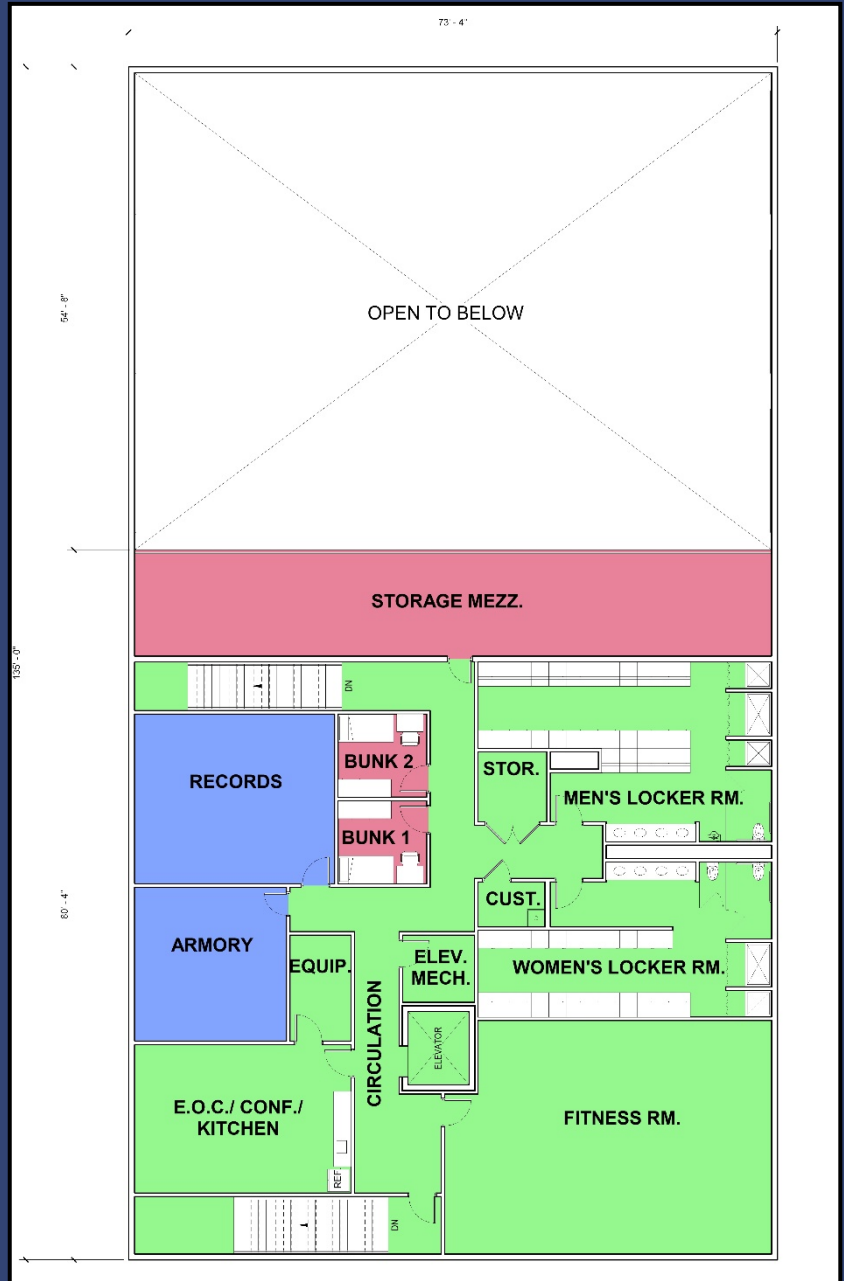 73' - 4"
54' - 8"
OPEN TO BELOW
135' - 0"
STORAGE MEZZ.
DN
RECORDS
BUNK 2
STOR.
MEN'S LOCKER RM.
BUNK 1
80' - 4"
CUST.
ARMORY
EQUIP.
ELEV.
MECH.
WOMEN'S LOCKER RM.
CIRCULATION
ELEVATOR
E.O.C./ CONF./
KITCHEN
FITNESS RM.
REF.
DN